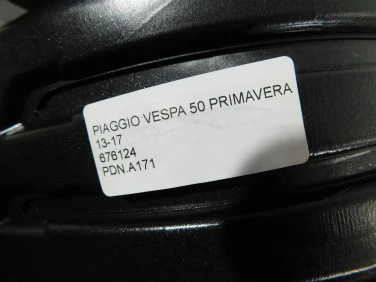 PIAGGIO VESPA 50 PRIMAVERA
13-17
676124
PDN.A171